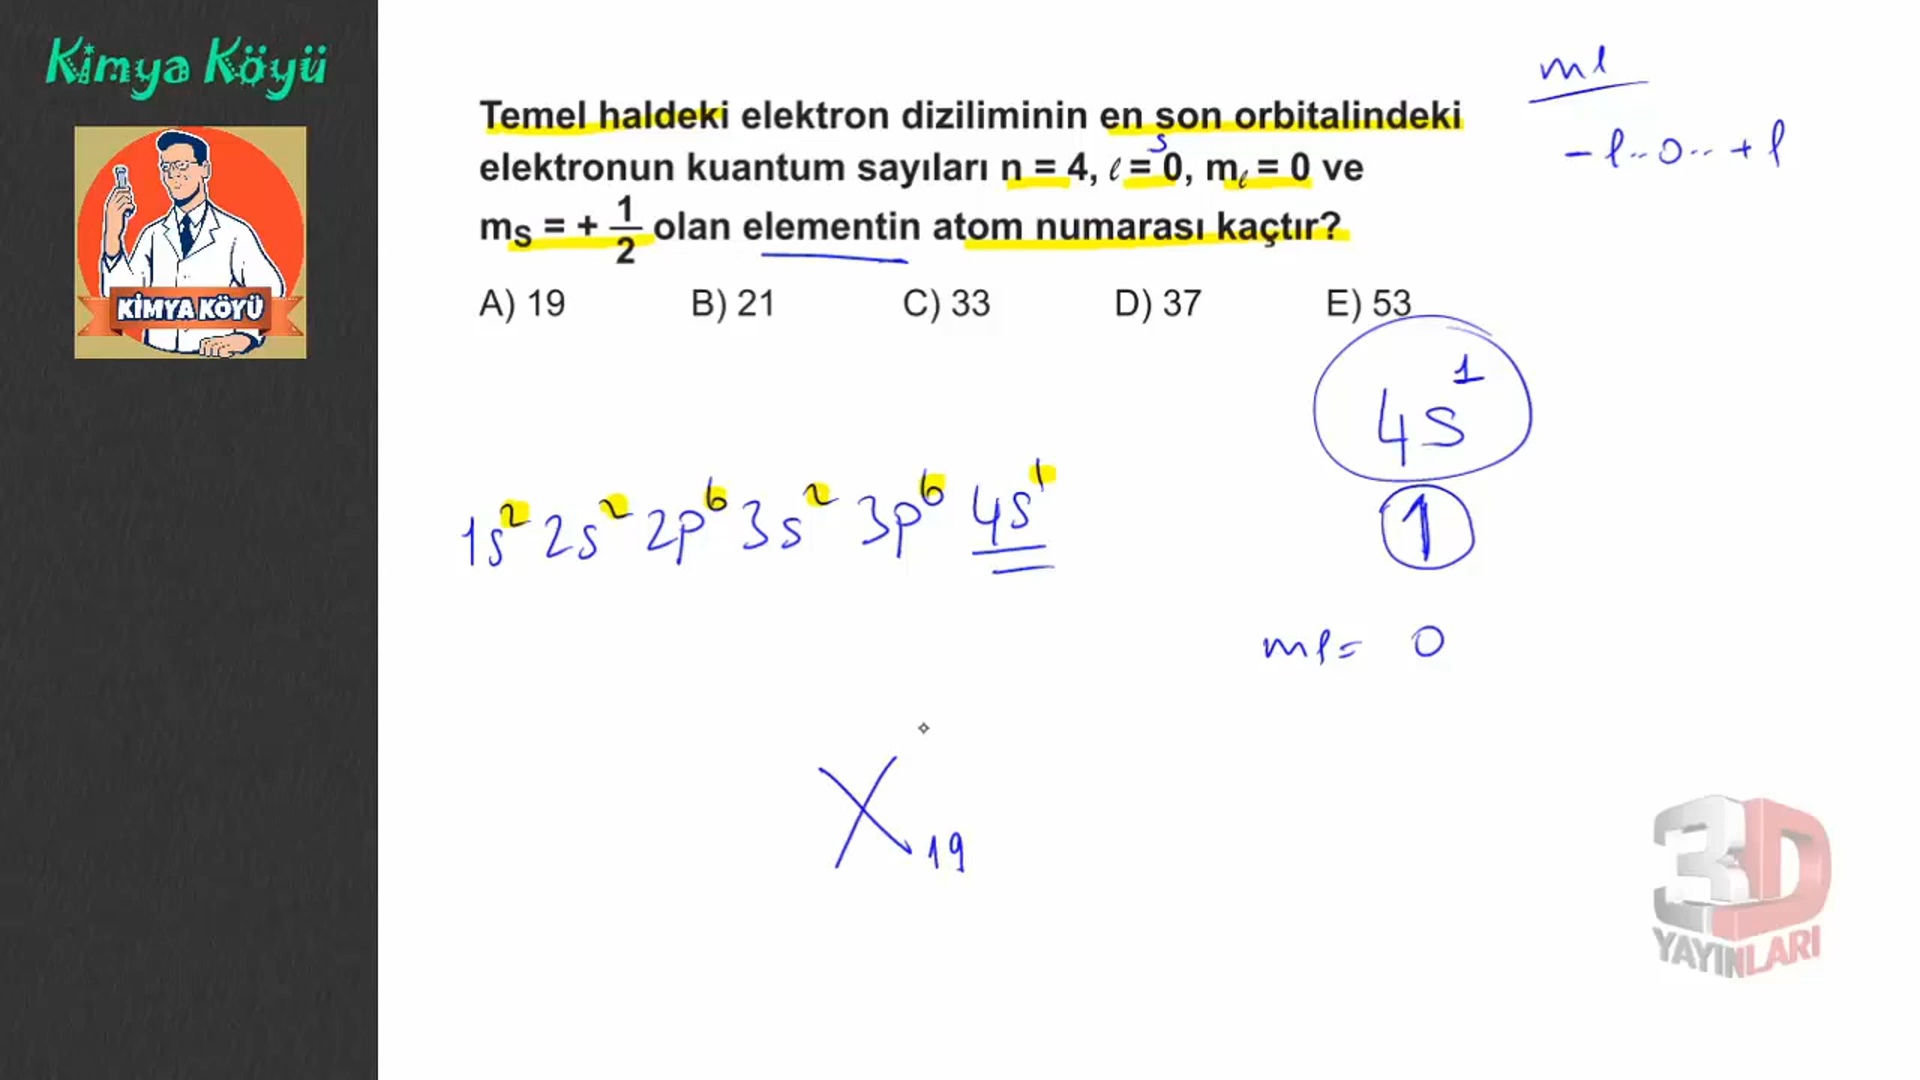 Kimya Köyü
KİMYA KÖYÜ
Temel haldeki elektron diziliminin en son orbitalindeki
s
elektronun kuantum sayıları n = 4, ℓ = 0, mℓ = 0 ve
mS = + 1/2 olan elementin atom numarası kaçtır?
A) 19 B) 21 C) 33 D) 37 E) 53
ml
-l..0..+l
4s¹
1
1s² 2s² 2p⁶ 3s² 3p⁶ 4s¹
ml= 0
X₁₉
3D
YAYINLARI